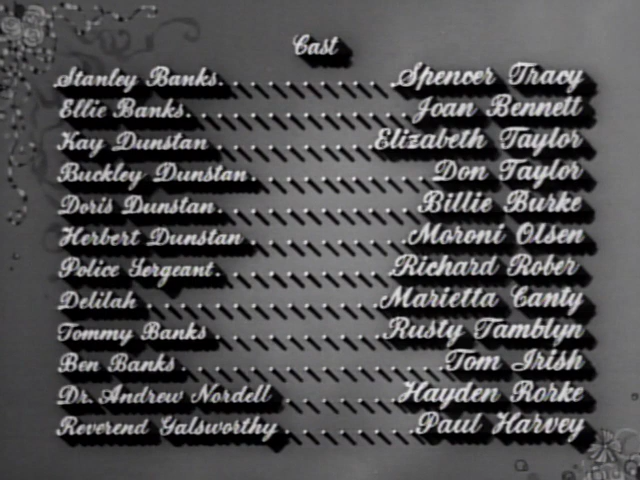 Cast
Stanley Banks. . . . . . . . . . . . Spencer Tracy
Ellie Banks. . . . . . . . . . . . . . . Joan Bennett
Kay Dunstan . . . . . . . . . . . Elizabeth Taylor
Buckley Dunstan . . . . . . . . . . . . Don Taylor
Doris Dunstan. . . . . . . . . . . . . . Billie Burke
Herbert Dunstan . . . . . . . . . . Moroni Olsen
Police Sergeant. . . . . . . . . . . Richard Rober
Delilah . . . . . . . . . . . . . . . Marietta Canty
Tommy Banks . . . . . . . . . . . Rusty Tamblyn
Ben Banks . . . . . . . . . . . . . . . . . Tom Irish
Dr. Andrew Nordell . . . . . . . Hayden Rorke
Reverend Galsworthy . . . . . . . . Paul Harvey